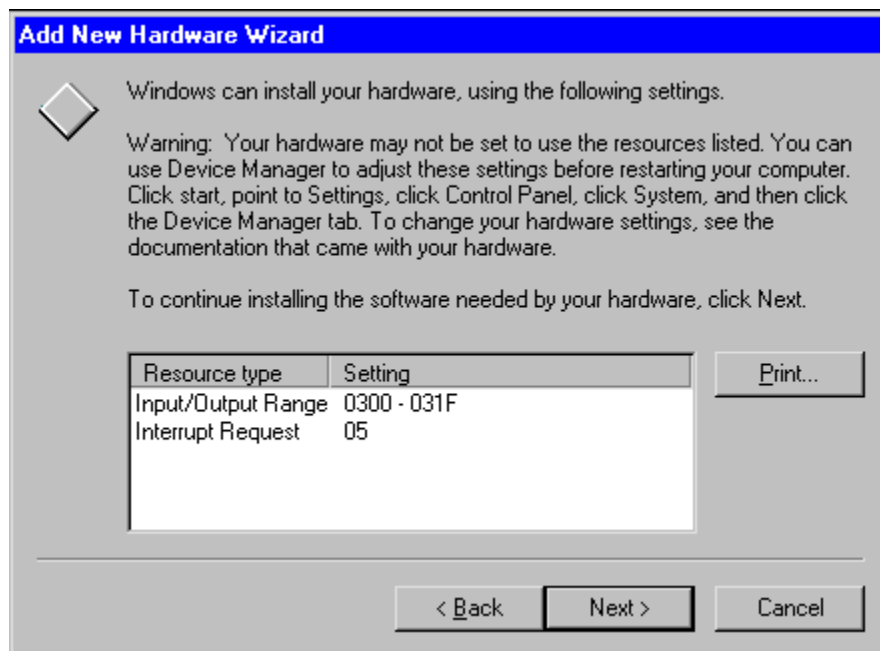 Add New Hardware Wizard
Windows can install your hardware, using the following settings.
Warning:  Your hardware may not be set to use the resources listed. You can
use Device Manager to adjust these settings before restarting your computer.
Click start, point to Settings, click Control Panel, click System, and then click
the Device Manager tab. To change your hardware settings, see the
documentation that came with your hardware.
To continue installing the software needed by your hardware, click Next.
Resource type Setting
Input/Output Range 0300 - 031F
Interrupt Request 05
Print...
< Back Next > Cancel